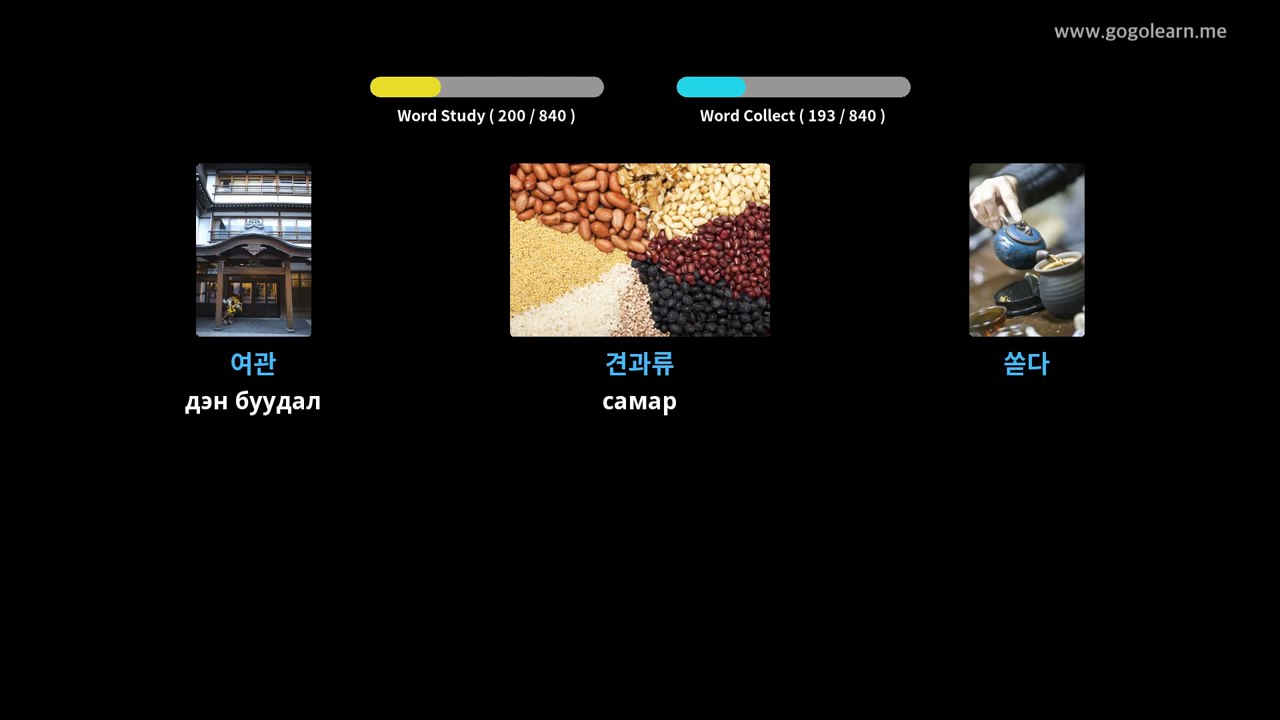 www.gogolearn.me
Word Study ( 200 / 840 )
Word Collect ( 193 / 840 )
여관
견과류
쏟다
дэн буудал
самар